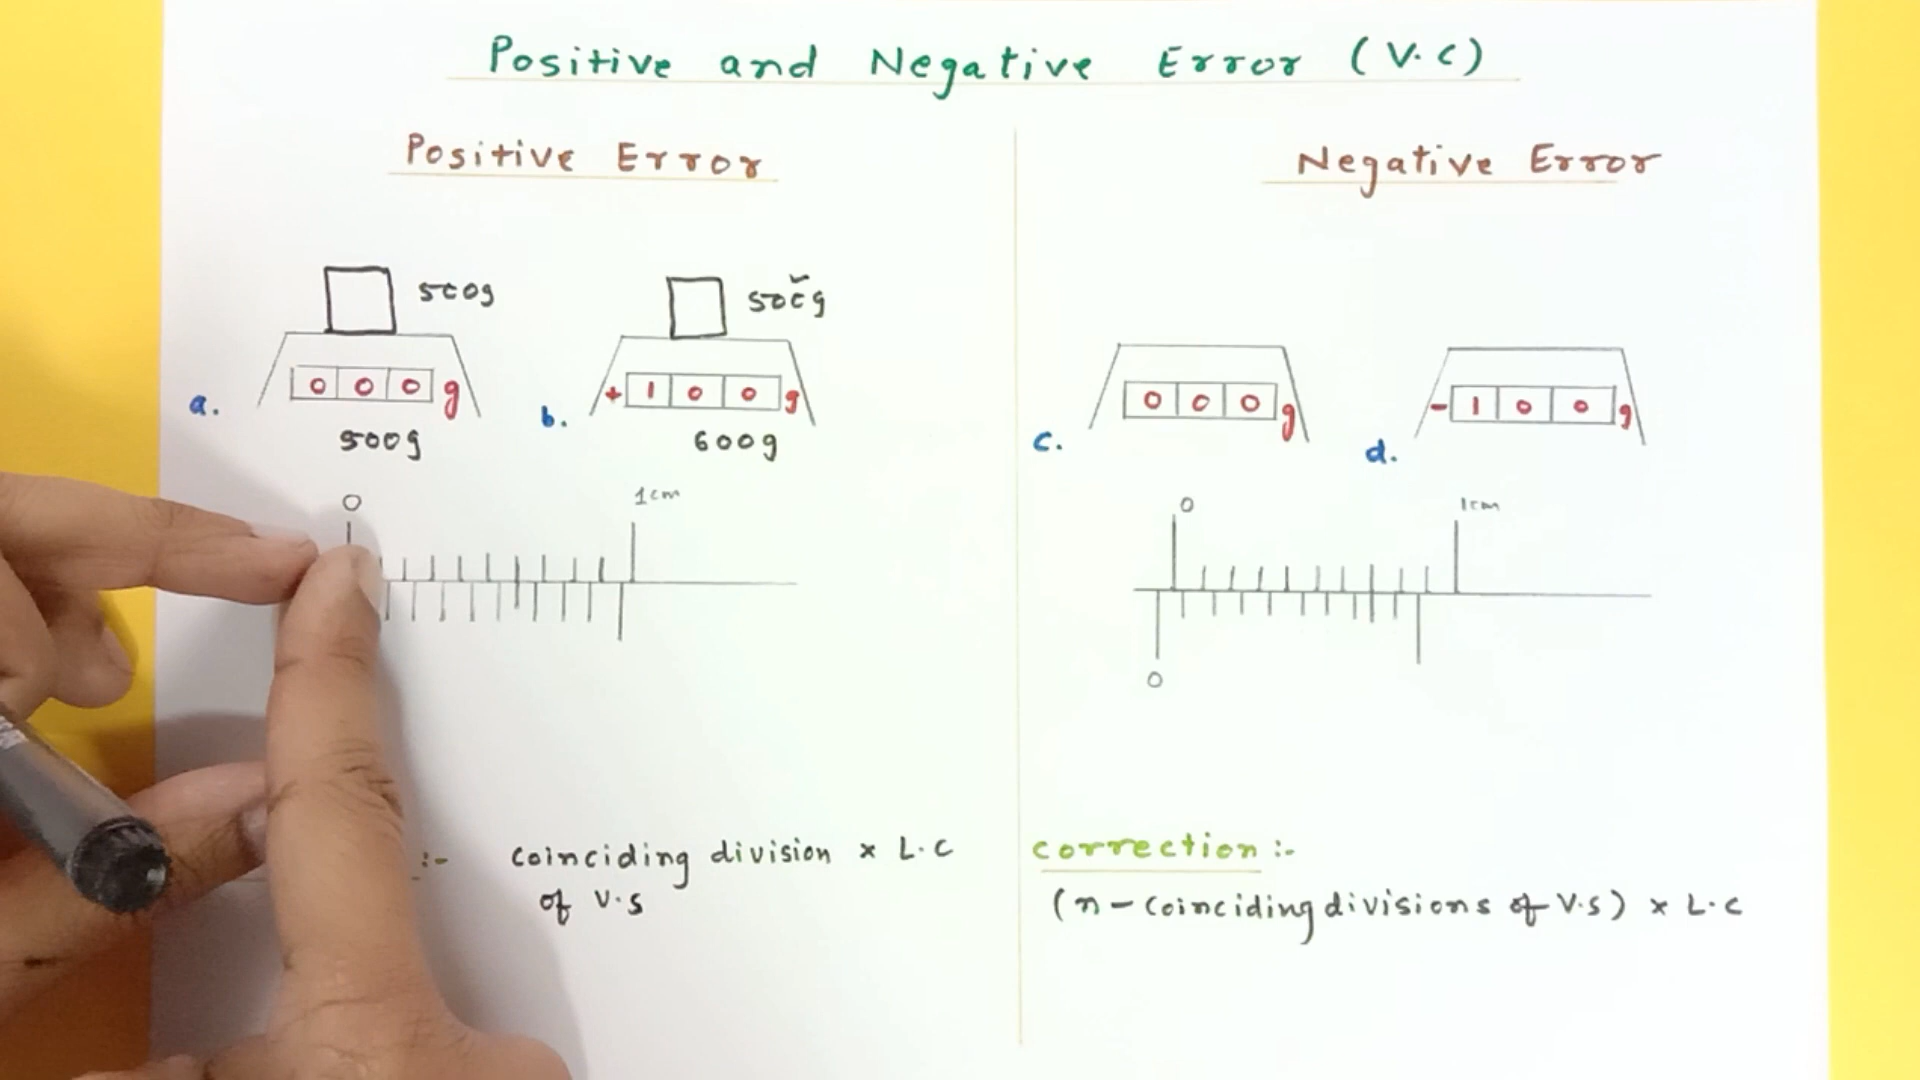 Positive and Negative Error (V.C)
Positive Error
500g
500g
a.
0 0 0 g
500g
b.
+ 1 0 0 g
600g
0
1cm
:- coinciding division × L.C
of V.S
Negative Error
c.
0 0 0 g
d.
- 1 0 0 g
0
1cm
0
correction :-
(n - coinciding divisions of V.S) × L.C